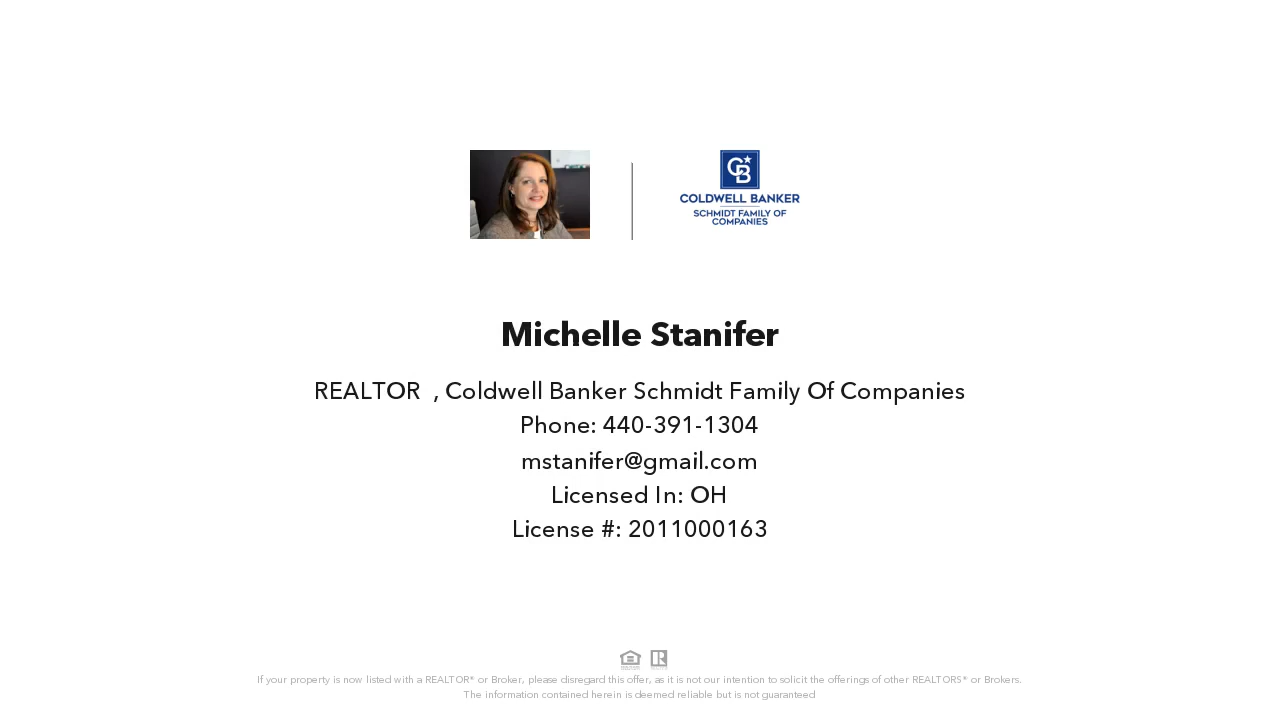 CB
COLDWELL BANKER
SCHMIDT FAMILY OF
COMPANIES
Michelle Stanifer
REALTOR , Coldwell Banker Schmidt Family Of Companies
Phone: 440-391-1304
mstanifer@gmail.com
Licensed In: OH
License #: 2011000163
If your property is now listed with a REALTOR® or Broker, please disregard this offer, as it is not our intention to solicit the offerings of other REALTORS® or Brokers.
The information contained herein is deemed reliable but is not guaranteed